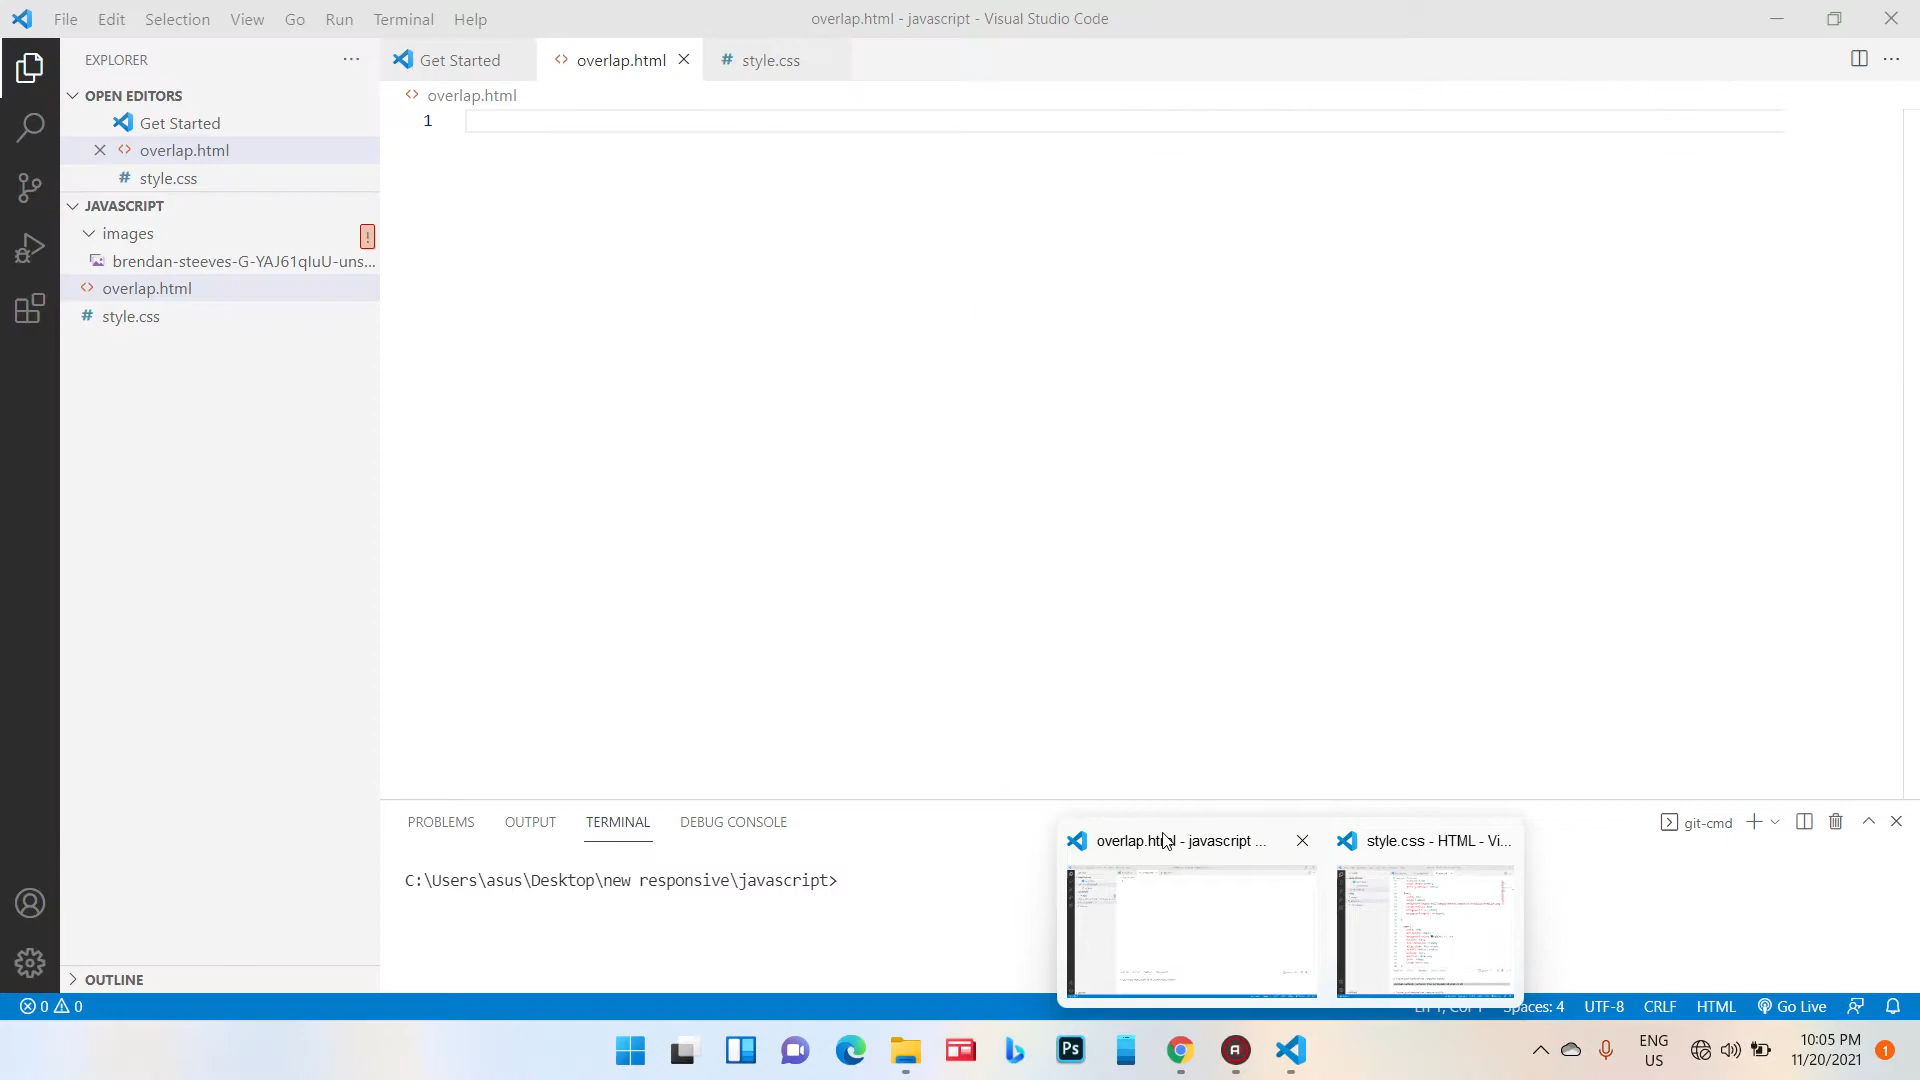 File Edit Selection View Go Run Terminal Help
overlap.html - javascript - Visual Studio Code
EXPLORER
Get Started
overlap.html
style.css
OPEN EDITORS
Get Started
overlap.html
style.css
JAVASCRIPT
images
!
brendan-steeves-G-YAJ61qIuU-uns...
overlap.html
style.css
OUTLINE
overlap.html
1
PROBLEMS OUTPUT TERMINAL DEBUG CONSOLE
git-cmd
C:\Users\asus\Desktop\new responsive\javascript>
overlap.html - javascript ...
style.css - HTML - Vi...
0 0
Spaces: 4 UTF-8 CRLF HTML Go Live
Ps
ENG
US
10:05 PM
11/20/2021
1